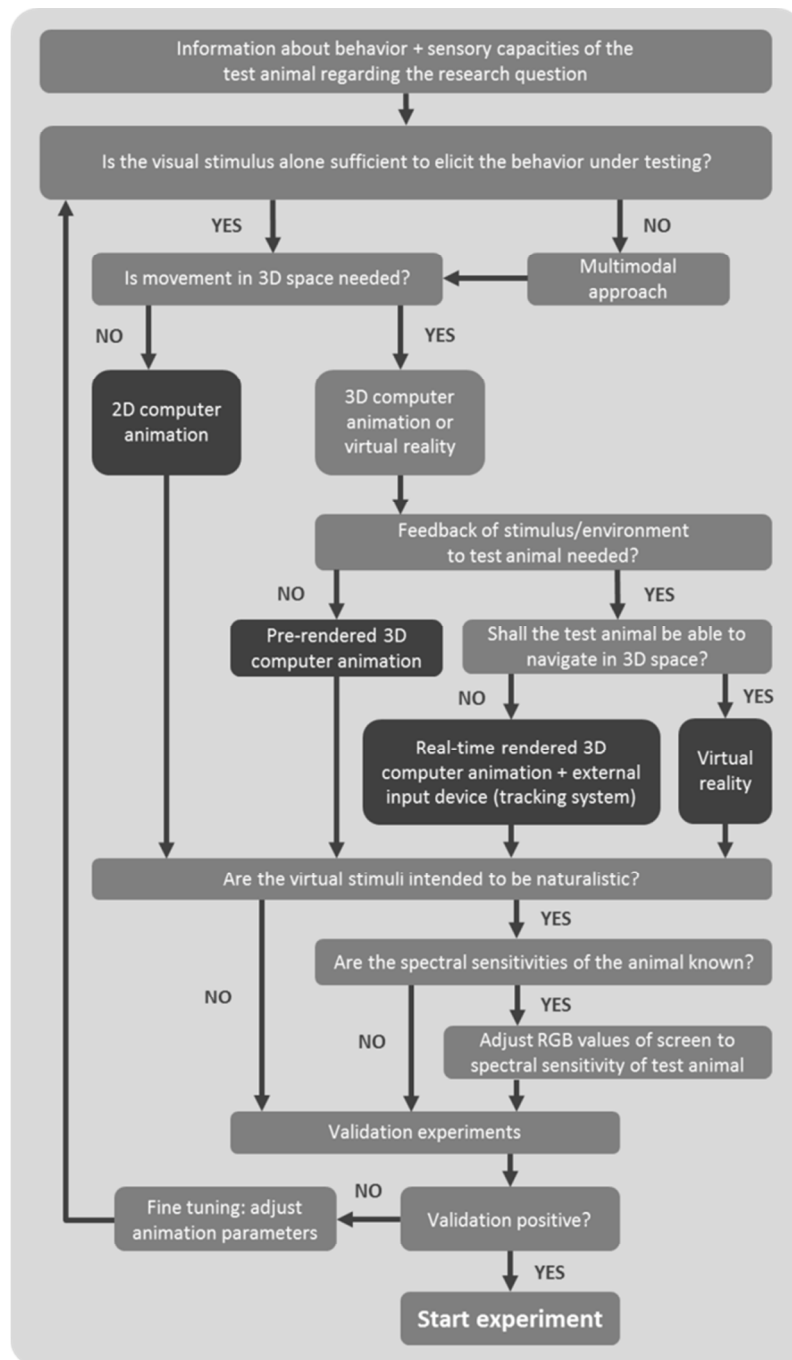 Information about behavior + sensory capacities of the
test animal regarding the research question
Is the visual stimulus alone sufficient to elicit the behavior under testing?
YES
NO
Is movement in 3D space needed?
Multimodal
approach
NO
YES
2D computer
animation
3D computer
animation or
virtual reality
Feedback of stimulus/environment
to test animal needed?
NO
YES
Pre-rendered 3D
computer animation
Shall the test animal be able to
navigate in 3D space?
NO
YES
Real-time rendered 3D
computer animation + external
input device (tracking system)
Virtual
reality
Are the virtual stimuli intended to be naturalistic?
YES
NO
Are the spectral sensitivities of the animal known?
YES
NO
Adjust RGB values of screen to
spectral sensitivity of test animal
Validation experiments
NO
Fine tuning: adjust
animation parameters
Validation positive?
YES
Start experiment